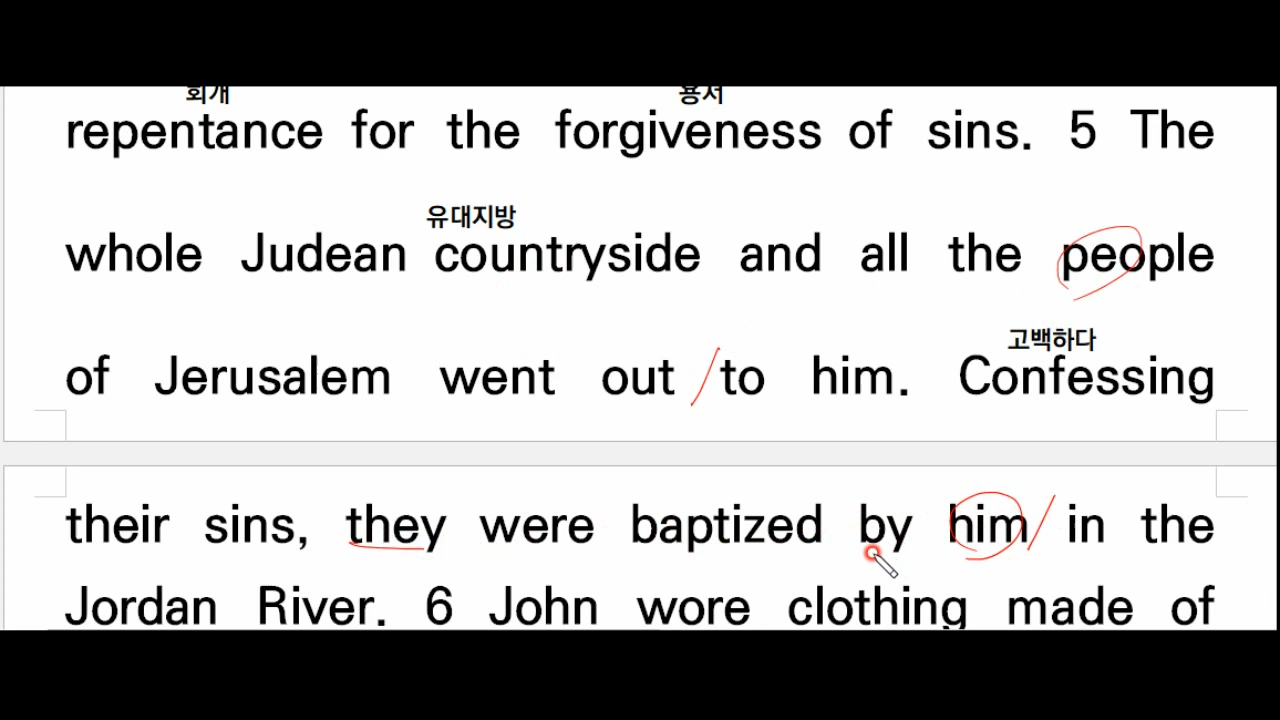 회개 용서
repentance for the forgiveness of sins. 5 The
유대지방
whole Judean countryside and all the people
고백하다
of Jerusalem went out to him. Confessing
their sins, they were baptized by him in the
Jordan River. 6 John wore clothing made of